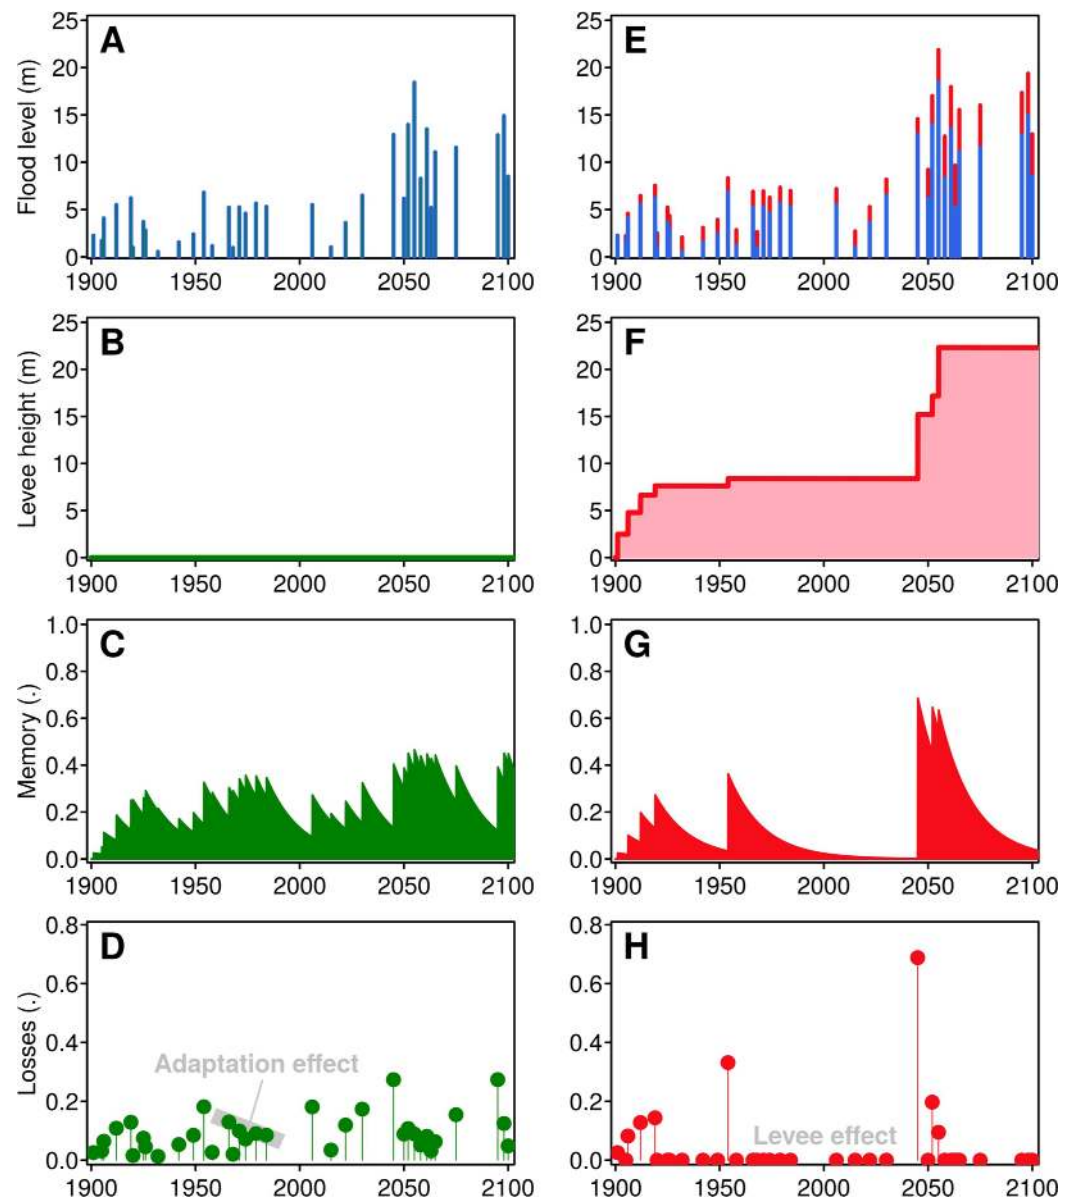 A
Flood level (m)
25
20
15
10
5
0
1900 1950 2000 2050 2100
E
25
20
15
10
5
0
1900 1950 2000 2050 2100
B
Levee height (m)
25
20
15
10
5
0
1900 1950 2000 2050 2100
F
25
20
15
10
5
0
1900 1950 2000 2050 2100
C
Memory (.)
1.0
0.8
0.6
0.4
0.2
0.0
1900 1950 2000 2050 2100
G
1.0
0.8
0.6
0.4
0.2
0.0
1900 1950 2000 2050 2100
D
Losses (.)
0.8
0.6
0.4
0.2
0.0
Adaptation effect
1900 1950 2000 2050 2100
H
0.8
0.6
0.4
0.2
0.0
Levee effect
1900 1950 2000 2050 2100